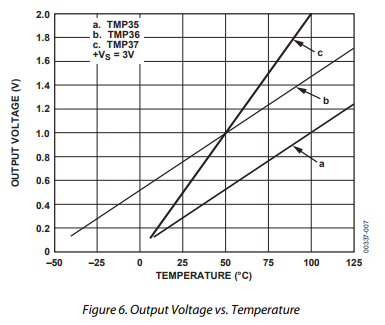 2.0
a. TMP35
b. TMP36
c. TMP37
+VS = 3V
1.8
1.6
1.4
1.2
1.0
0.8
0.6
0.4
0.2
0
OUTPUT VOLTAGE (V)
c
b
a
–50 –25 0 25 50 75 100 125
TEMPERATURE (°C)
00337-007
Figure 6. Output Voltage vs. Temperature